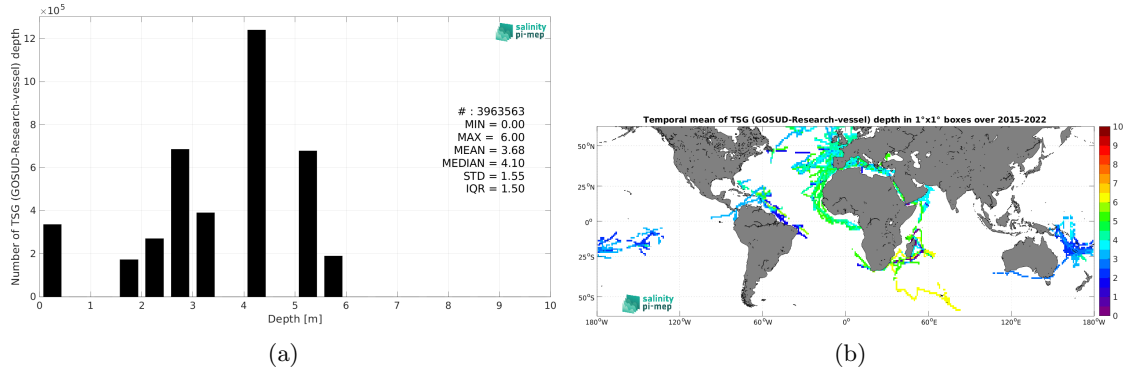 ×10⁵
12
10
8
6
4
2
0
Number of TSG (GOSUD-Research-vessel) depth
0 1 2 3 4 5 6 7 8 9 10
Depth [m]
salinity
pi-mep
# : 3963563
MIN = 0.00
MAX = 6.00
MEAN = 3.68
MEDIAN = 4.10
STD = 1.55
IQR = 1.50
(a)
Temporal mean of TSG (GOSUD-Research-vessel) depth in 1°x1° boxes over 2015-2022
50°N
25°N
0°
25°S
50°S
180°W 120°W 60°W 0° 60°E 120°E 180°W
salinity
pi-mep
10
9
8
7
6
5
4
3
2
1
0
(b)